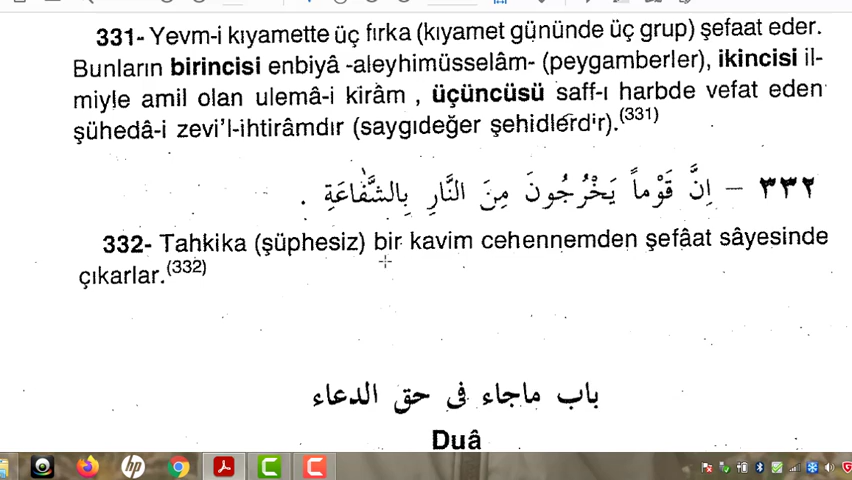 331- Yevm-i kıyamette üç fırka (kıyamet gününde üç grup) şefaat eder.
Bunların birincisi enbiyâ -aleyhimüsselâm- (peygamberler), ikincisi il-
miyle amil olan ulemâ-i kirâm , üçüncüsü saff-ı harbde vefat eden
şühedâ-i zevi'l-ihtirâmdır (saygıdeğer şehidlerdir).(331)
٣٣٢ – اِنَّ قَوْماً يَخْرُجُونَ مِنَ النَّارِ بِالشَّفَاعَةِ .
332- Tahkika (şüphesiz) bir kavim cehennemden şefâat sâyesinde
çıkarlar.(332)
باب ماجاء فى حق الدعاء
Duâ
hp